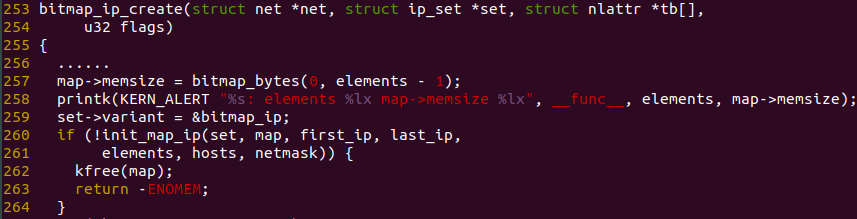 253 bitmap_ip_create(struct net *net, struct ip_set *set, struct nlattr *tb[],
254      u32 flags)
255 {
256   ......
257   map->memsize = bitmap_bytes(0, elements - 1);
258   printk(KERN_ALERT "%s: elements %lx map->memsize %lx", __func__, elements, map->memsize);
259   set->variant = &bitmap_ip;
260   if (!init_map_ip(set, map, first_ip, last_ip,
261        elements, hosts, netmask)) {
262     kfree(map);
263     return -ENOMEM;
264   }